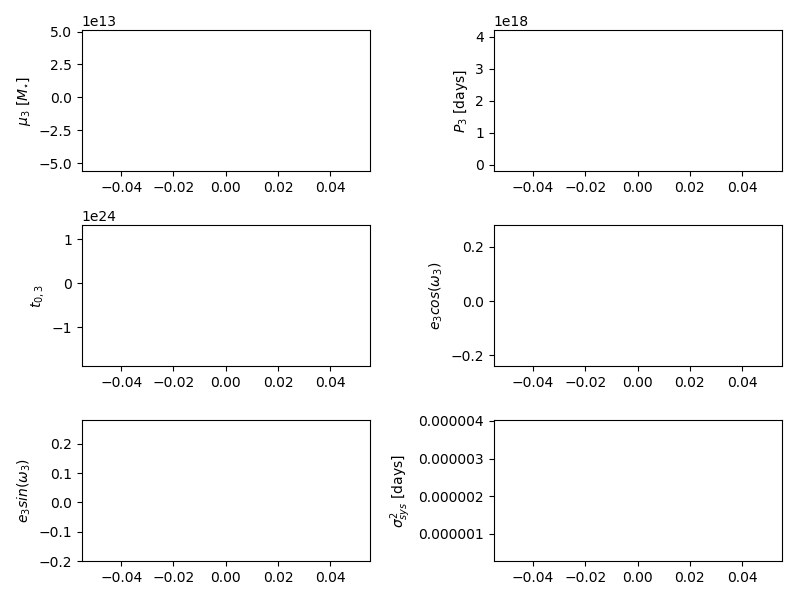 1e13
μ₃ [M⋆]
5.0
2.5
0.0
−2.5
−5.0
−0.04 −0.02 0.00 0.02 0.04
1e18
P₃ [days]
4
3
2
1
0
−0.04 −0.02 0.00 0.02 0.04
1e24
t₀,₃
1
0
−1
−0.04 −0.02 0.00 0.02 0.04
e₃cos(ω₃)
0.2
0.0
−0.2
−0.04 −0.02 0.00 0.02 0.04
e₃sin(ω₃)
0.2
0.1
0.0
−0.1
−0.2
−0.04 −0.02 0.00 0.02 0.04
σ²_sys [days]
0.000004
0.000003
0.000002
0.000001
−0.04 −0.02 0.00 0.02 0.04